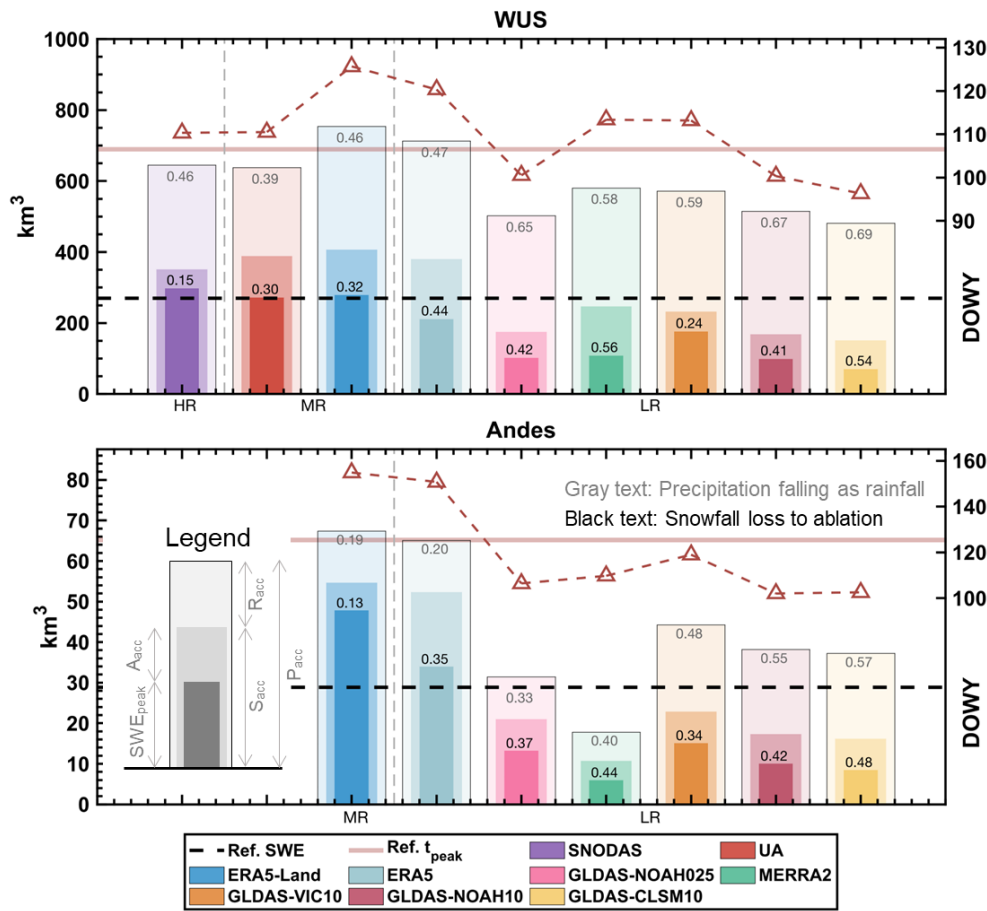 WUS
1000
800
600
400
200
0
km³
130
120
110
100
90
DOWY
0.46
0.39
0.46
0.47
0.65
0.58
0.59
0.67
0.69
0.15
0.30
0.32
0.44
0.42
0.56
0.24
0.41
0.54
HR
MR
LR
Andes
80
70
60
50
40
30
20
10
0
km³
160
140
120
100
DOWY
Gray text: Precipitation falling as rainfall
Black text: Snowfall loss to ablation
Legend
Racc
Aacc
Pacc
Sacc
SWEpeak
0.19
0.20
0.33
0.40
0.48
0.55
0.57
0.13
0.35
0.37
0.44
0.34
0.42
0.48
MR
LR
Ref. SWE
Ref. tpeak
SNODAS
UA
ERA5-Land
ERA5
GLDAS-NOAH025
MERRA2
GLDAS-VIC10
GLDAS-NOAH10
GLDAS-CLSM10